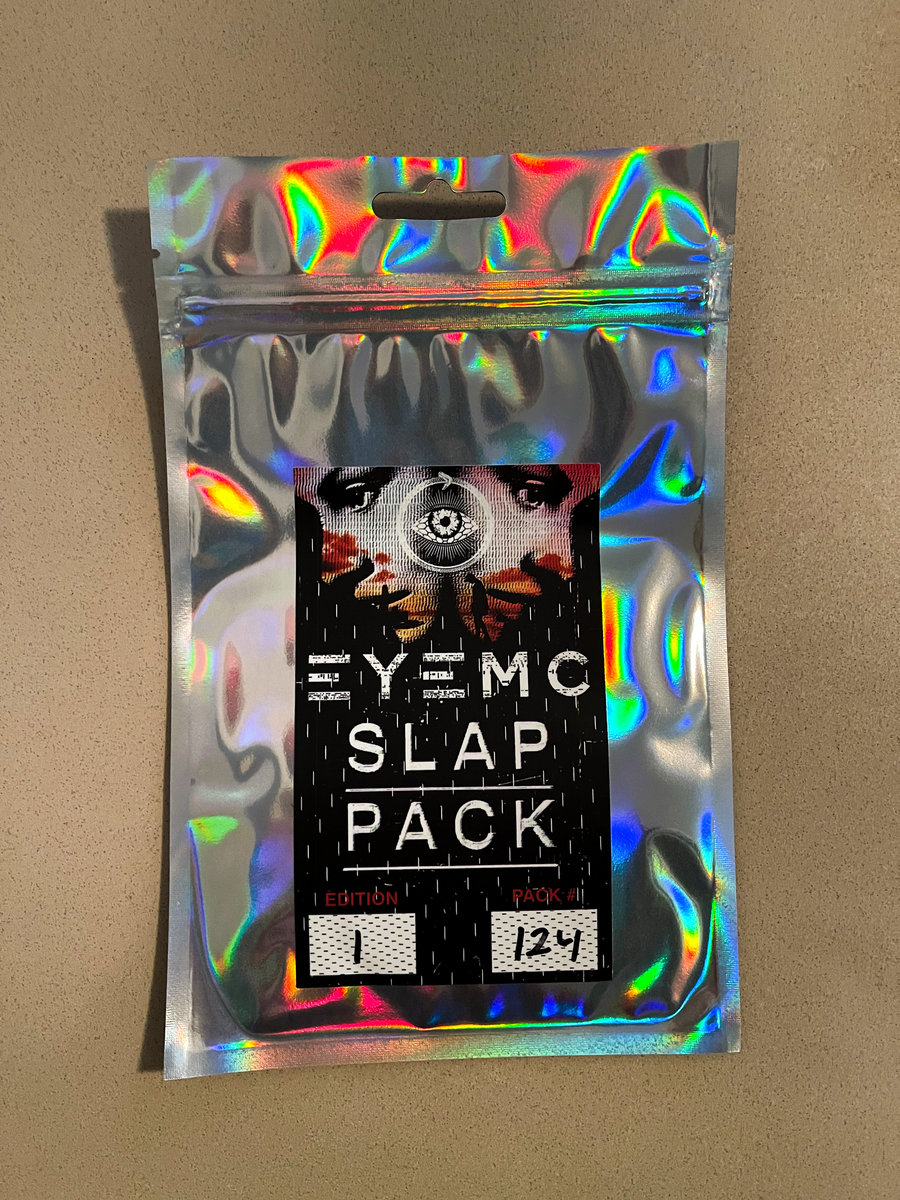 EYEMC
SLAP
PACK
EDITION
PACK #
1
124